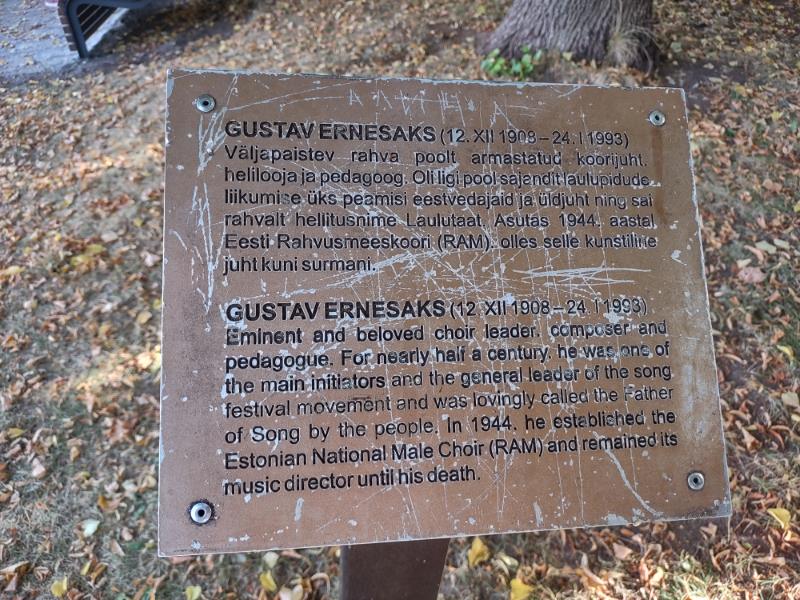 GUSTAV ERNESAKS (12. XII 1908 – 24. I 1993)
Väljapaistev rahva poolt armastatud koorijuht,
helilooja ja pedagoog. Oli ligi pool sajandit laulupidude
liikumise üks peamisi eestvedajaid ja üldjuht ning sai
rahvalt hellitusnime Laulutaat. Asutas 1944. aastal
Eesti Rahvusmeeskoori (RAM), olles selle kunstiline
juht kuni surmani.
GUSTAV ERNESAKS (12. XII 1908 – 24. I 1993)
Eminent and beloved choir leader, composer and
pedagogue. For nearly half a century, he was one of
the main initiators and the general leader of the song
festival movement and was lovingly called the Father
of Song by the people. In 1944, he established the
Estonian National Male Choir (RAM) and remained its
music director until his death.